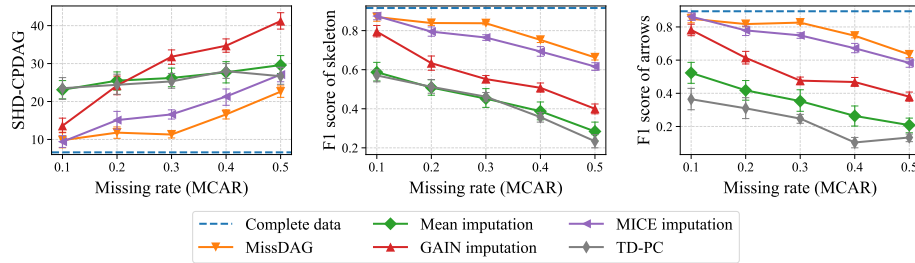 SHD-CPDAG
40
30
20
10
0.1 0.2 0.3 0.4 0.5
Missing rate (MCAR)
F1 score of skeleton
0.8
0.6
0.4
0.2
0.1 0.2 0.3 0.4 0.5
Missing rate (MCAR)
F1 score of arrows
0.8
0.6
0.4
0.2
0.1 0.2 0.3 0.4 0.5
Missing rate (MCAR)
Complete data Mean imputation MICE imputation
MissDAG GAIN imputation TD-PC